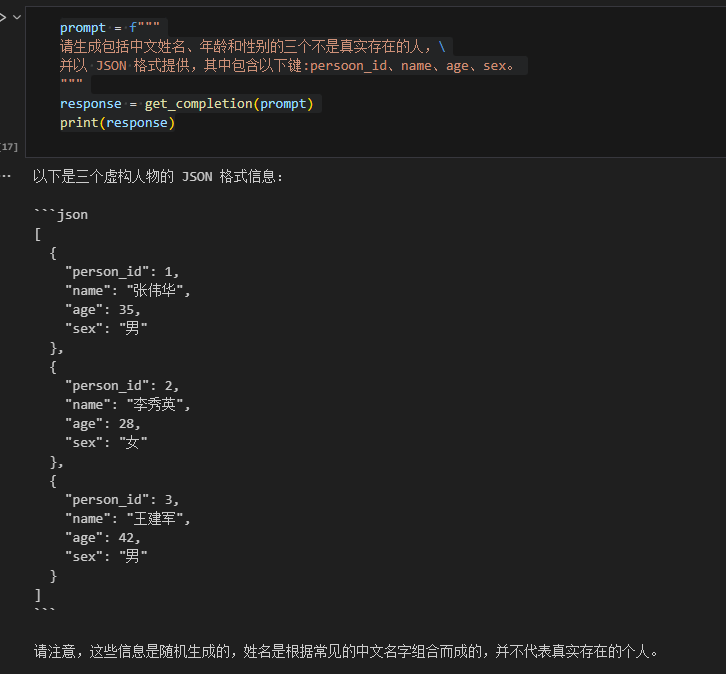 prompt = f"""
请生成包括中文姓名、年龄和性别的三个不是真实存在的人，\
并以 JSON 格式提供，其中包含以下键:persoon_id、name、age、sex。
"""
response = get_completion(prompt)
print(response)
[17]
以下是三个虚构人物的 JSON 格式信息：
```json
[
  {
    "person_id": 1,
    "name": "张伟华",
    "age": 35,
    "sex": "男"
  },
  {
    "person_id": 2,
    "name": "李秀英",
    "age": 28,
    "sex": "女"
  },
  {
    "person_id": 3,
    "name": "王建军",
    "age": 42,
    "sex": "男"
  }
]
```
请注意，这些信息是随机生成的，姓名是根据常见的中文名字组合而成的，并不代表真实存在的个人。